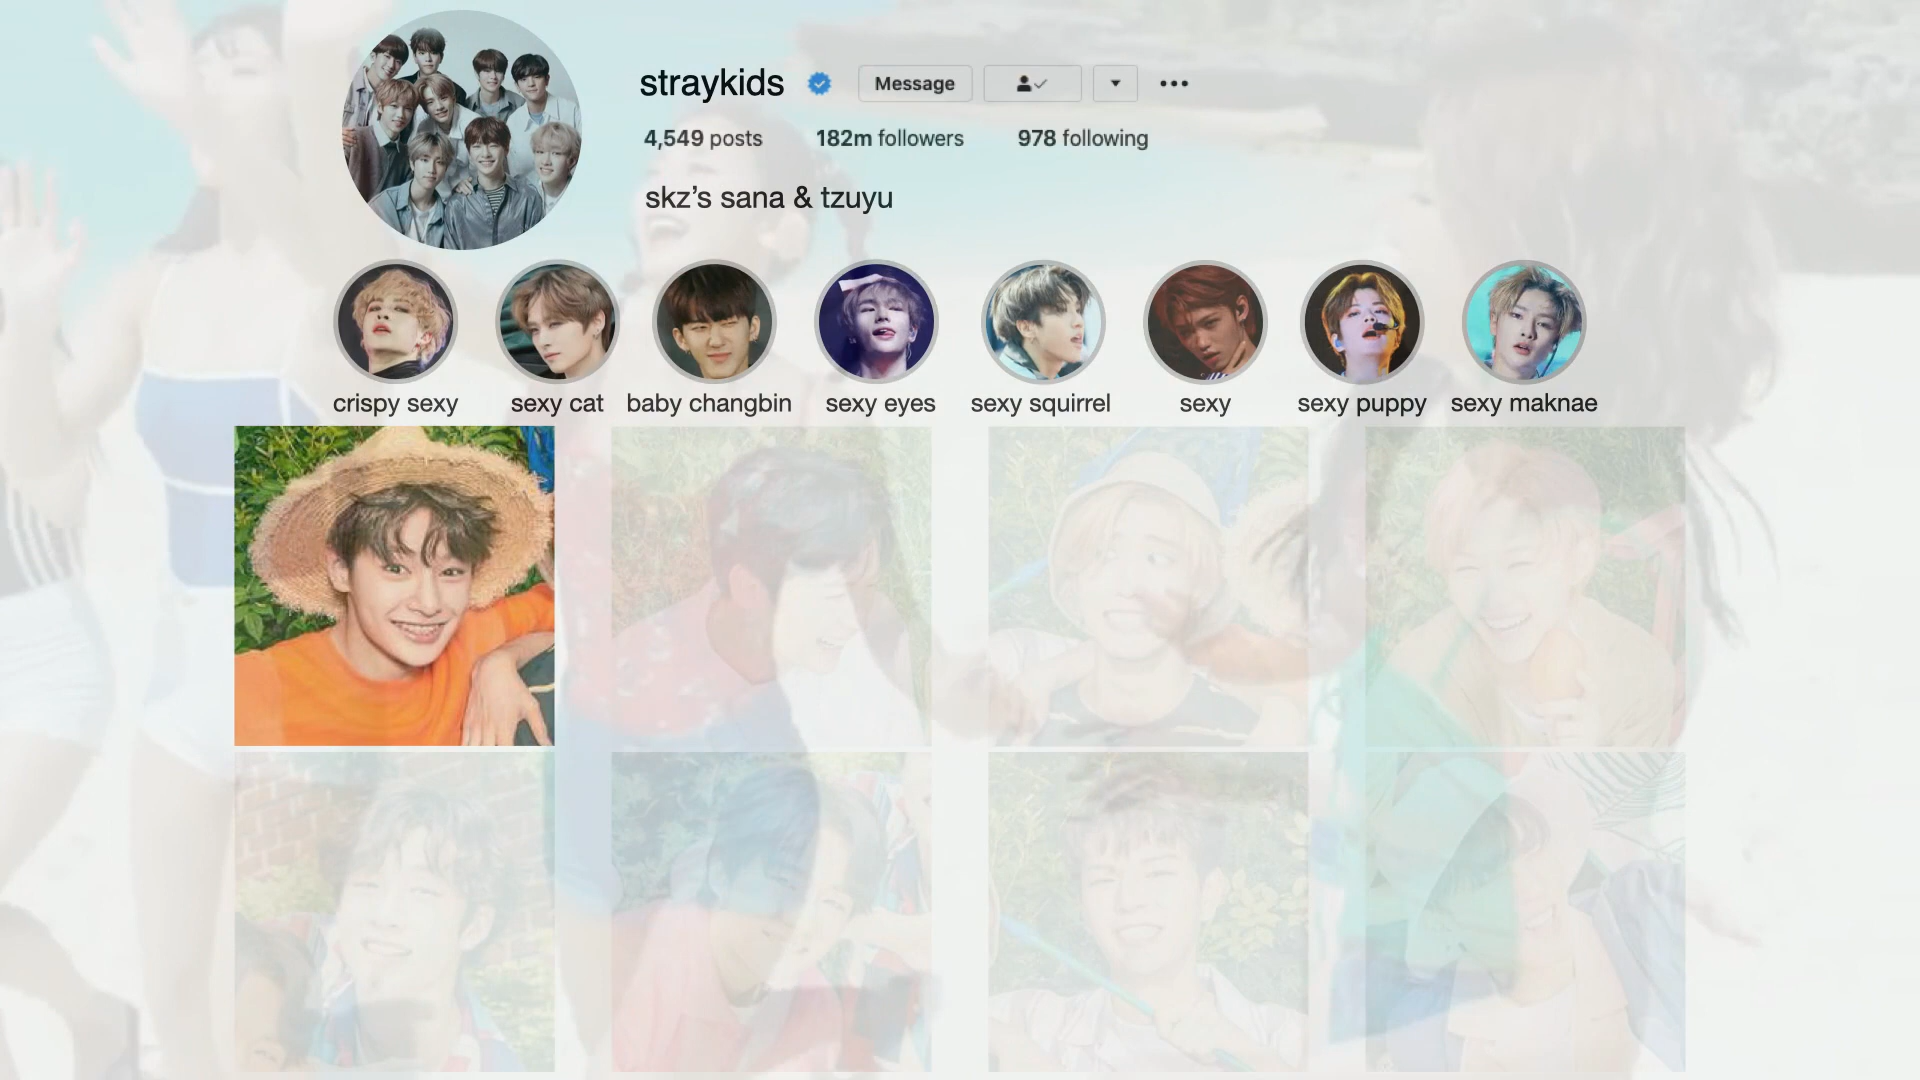 straykids Message
4,549 posts 182m followers 978 following
skz’s sana & tzuyu
crispy sexy sexy cat baby changbin sexy eyes sexy squirrel sexy sexy puppy sexy maknae